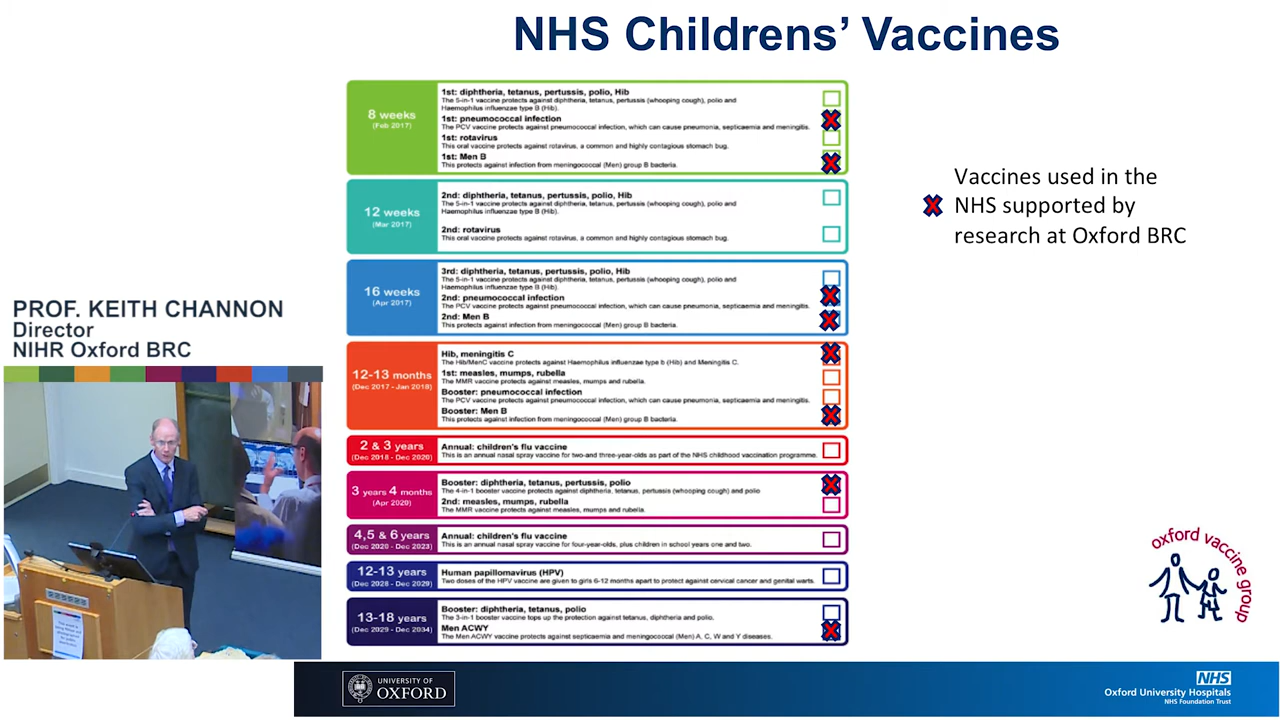 NHS Childrens’ Vaccines
8 weeks
(Feb 2017)
1st: diphtheria, tetanus, pertussis, polio, Hib
The 5-in-1 vaccine protects against diphtheria, tetanus, pertussis (whooping cough), polio and
Haemophilus influenzae type B (Hib).
1st: pneumococcal infection
The PCV vaccine protects against pneumococcal infection, which can cause pneumonia, septicaemia and meningitis.
1st: rotavirus
This oral vaccine protects against rotavirus, a common and highly contagious stomach bug.
1st: Men B
This protects against infection from meningococcal (Men) group B bacteria.
12 weeks
(Mar 2017)
2nd: diphtheria, tetanus, pertussis, polio, Hib
The 5-in-1 vaccine protects against diphtheria, tetanus, pertussis (whooping cough), polio and
Haemophilus influenzae type B (Hib).
2nd: rotavirus
This oral vaccine protects against rotavirus, a common and highly contagious stomach bug.
16 weeks
(Apr 2017)
3rd: diphtheria, tetanus, pertussis, polio, Hib
The 5-in-1 vaccine protects against diphtheria, tetanus, pertussis (whooping cough), polio and
Haemophilus influenzae type B (Hib).
2nd: pneumococcal infection
The PCV vaccine protects against pneumococcal infection, which can cause pneumonia, septicaemia and meningitis.
2nd: Men B
This protects against infection from meningococcal (Men) group B bacteria.
12-13 months
(Dec 2017 - Jan 2018)
Hib, meningitis C
The Hib/MenC vaccine protects against Haemophilus influenzae type b (Hib) and Meningitis C.
1st: measles, mumps, rubella
The MMR vaccine protects against measles, mumps and rubella.
Booster: pneumococcal infection
The PCV vaccine protects against pneumococcal infection, which can cause pneumonia, septicaemia and meningitis.
Booster: Men B
This protects against infection from meningococcal (Men) group B bacteria.
2 & 3 years
(Dec 2018 - Dec 2020)
Annual: children's flu vaccine
This is an annual nasal spray vaccine for two-and three-year-olds as part of the NHS childhood vaccination programme.
3 years 4 months
(Apr 2020)
Booster: diphtheria, tetanus, pertussis, polio
The 4-in-1 booster vaccine protects against diphtheria, tetanus, pertussis (whooping cough) and polio
2nd: measles, mumps, rubella
The MMR vaccine protects against measles, mumps and rubella.
4,5 & 6 years
(Dec 2020 - Dec 2023)
Annual: children's flu vaccine
This is an annual nasal spray vaccine for four-year-olds, plus children in school years one and two.
12-13 years
(Dec 2028 - Dec 2029)
Human papillomavirus (HPV)
Two doses of the HPV vaccine are given to girls 6-12 months apart to protect against cervical cancer and genital warts.
13-18 years
(Dec 2029 - Dec 2034)
Booster: diphtheria, tetanus, polio
The 3-in-1 booster vaccine tops up the protection against tetanus, diphtheria and polio.
Men ACWY
The Men ACWY vaccine protects against septicaemia and meningococcal (Men) A, C, W and Y diseases.
Vaccines used in the
NHS supported by
research at Oxford BRC
PROF. KEITH CHANNON
Director
NIHR Oxford BRC
oxford vaccine group
UNIVERSITY OF
OXFORD
NHS
Oxford University Hospitals
NHS Foundation Trust